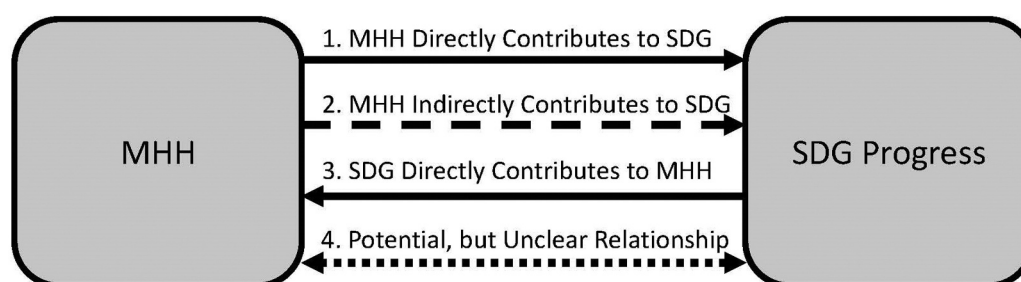 1. MHH Directly Contributes to SDG
2. MHH Indirectly Contributes to SDG
MHH
SDG Progress
3. SDG Directly Contributes to MHH
4. Potential, but Unclear Relationship